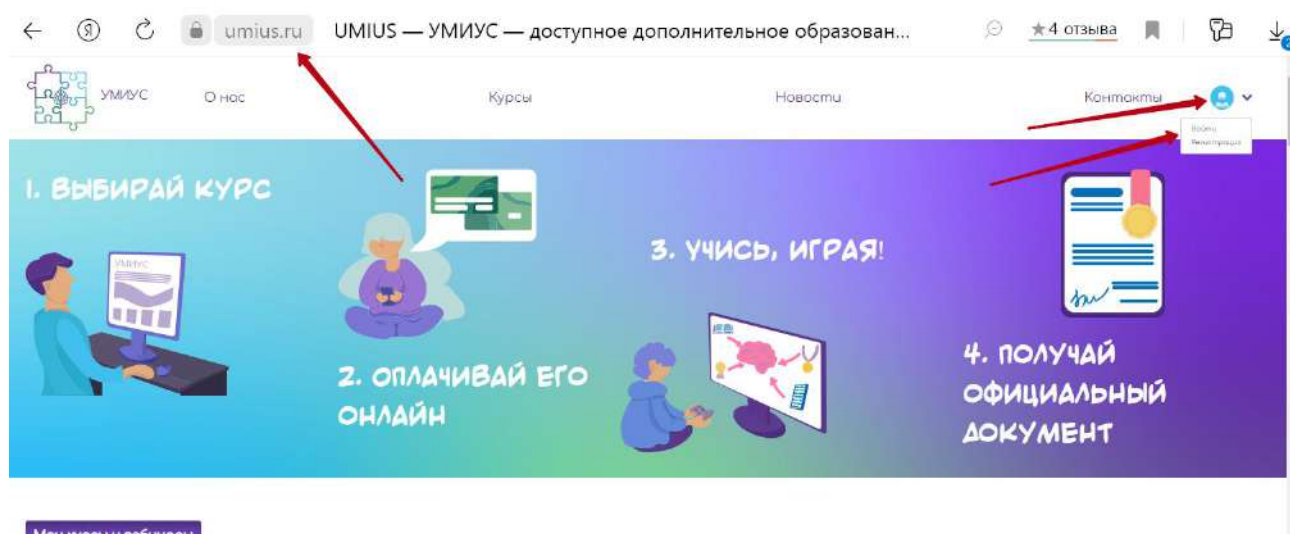 umius.ru UMIUS — УМИУС — доступное дополнительное образован... ★4 отзыва
УМИУС О нас Курсы Новости Контакты
Войти
Регистрация
1. ВЫБИРАЙ КУРС
УМИУС
2. ОПЛАЧИВАЙ ЕГО
ОНЛАЙН
3. УЧИСЬ, ИГРАЯ!
4. ПОЛУЧАЙ
ОФИЦИАЛЬНЫЙ
ДОКУМЕНТ